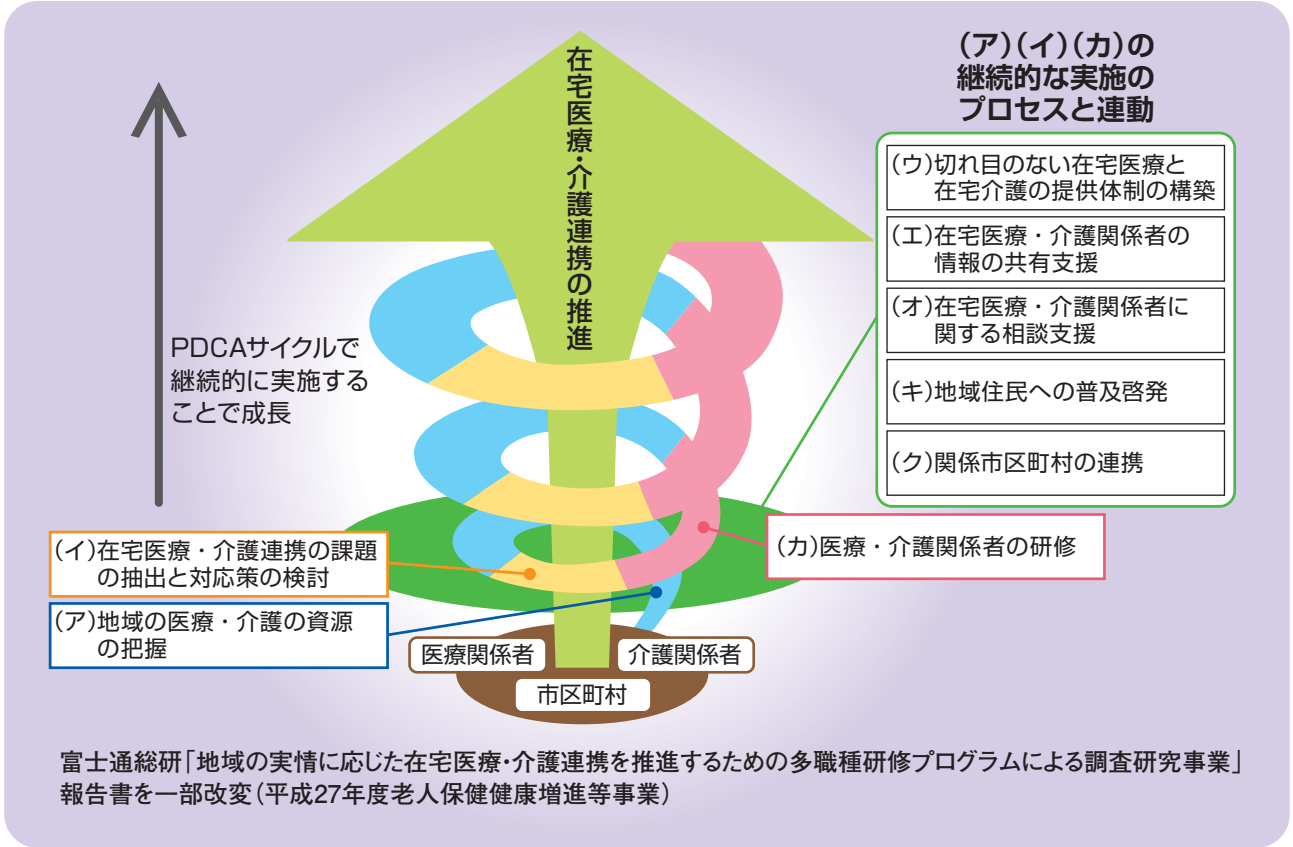 在宅医療・介護連携の推進
(ア)(イ)(カ)の
継続的な実施の
プロセスと連動
(ウ)切れ目のない在宅医療と
在宅介護の提供体制の構築
(エ)在宅医療・介護関係者の
情報の共有支援
(オ)在宅医療・介護関係者に
関する相談支援
(キ)地域住民への普及啓発
(ク)関係市区町村の連携
PDCAサイクルで
継続的に実施する
ことで成長
(イ)在宅医療・介護連携の課題
の抽出と対応策の検討
(カ)医療・介護関係者の研修
(ア)地域の医療・介護の資源
の把握
医療関係者
介護関係者
市区町村
富士通総研「地域の実情に応じた在宅医療・介護連携を推進するための多職種研修プログラムによる調査研究事業」
報告書を一部改変(平成27年度老人保健健康増進等事業)